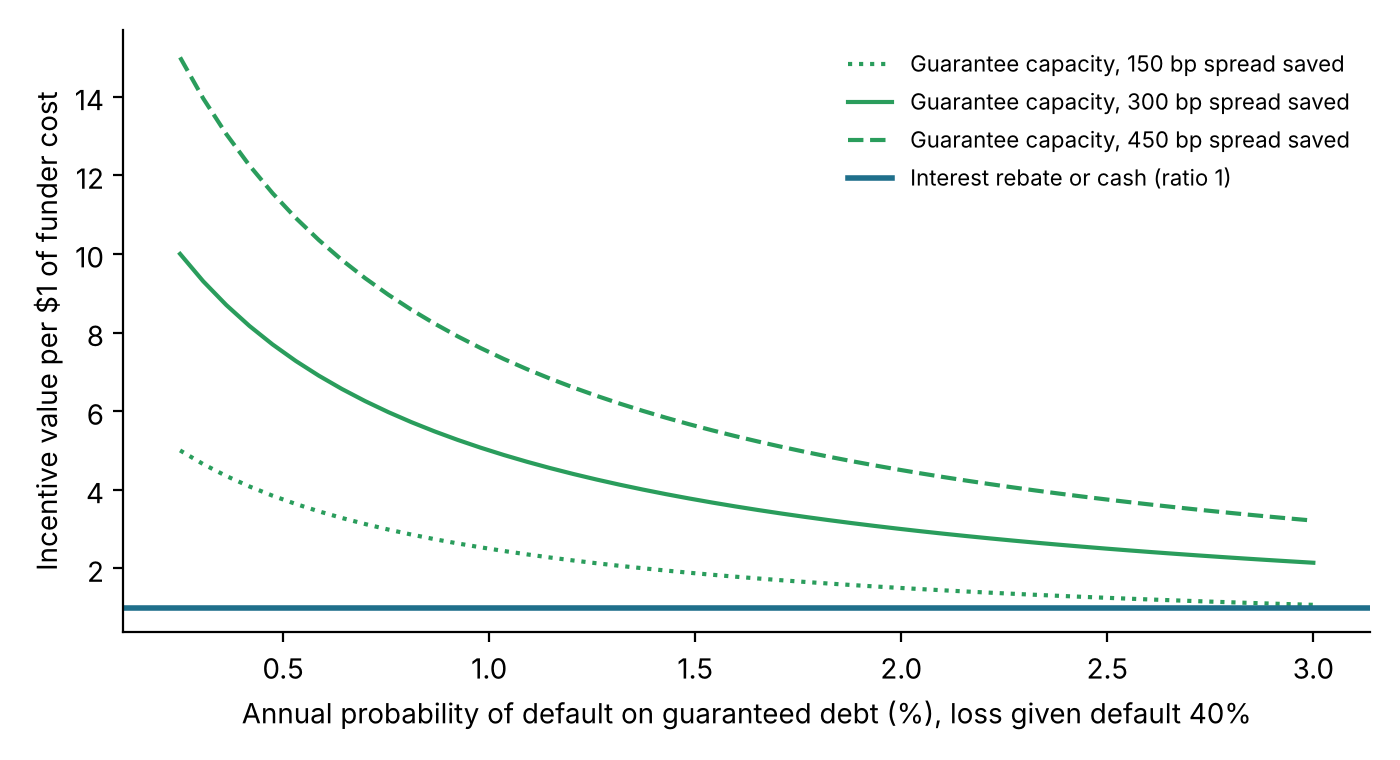 Incentive value per $1 of funder cost
14
12
10
8
6
4
2
Guarantee capacity, 150 bp spread saved
Guarantee capacity, 300 bp spread saved
Guarantee capacity, 450 bp spread saved
Interest rebate or cash (ratio 1)
0.5 1.0 1.5 2.0 2.5 3.0
Annual probability of default on guaranteed debt (%), loss given default 40%